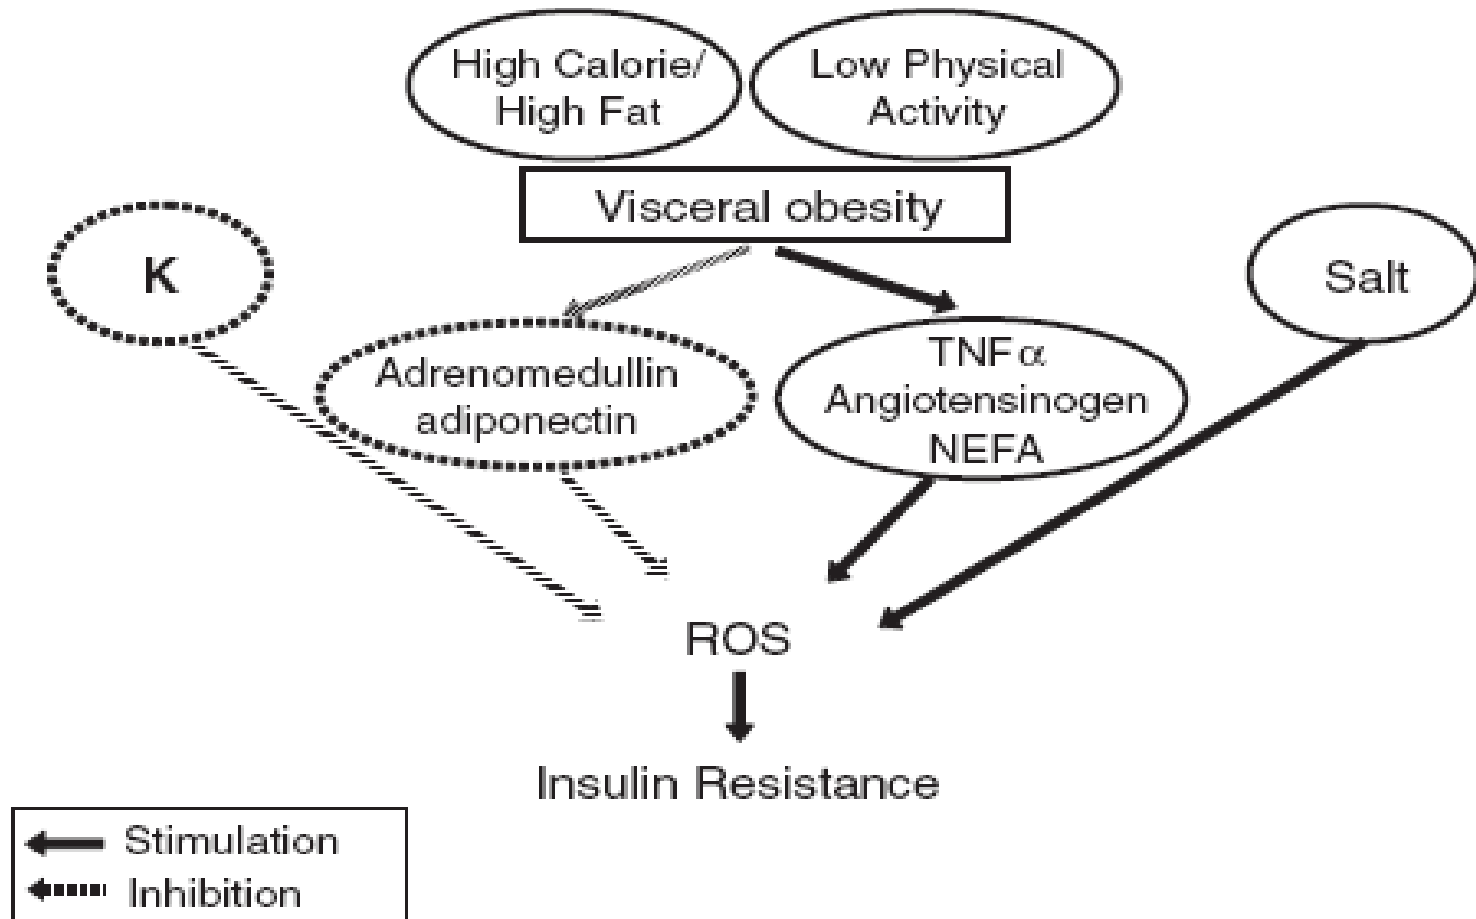 High Calorie/
High Fat
Low Physical
Activity
Visceral obesity
K
Salt
Adrenomedullin
adiponectin
TNFα
Angiotensinogen
NEFA
ROS
Insulin Resistance
Stimulation
Inhibition